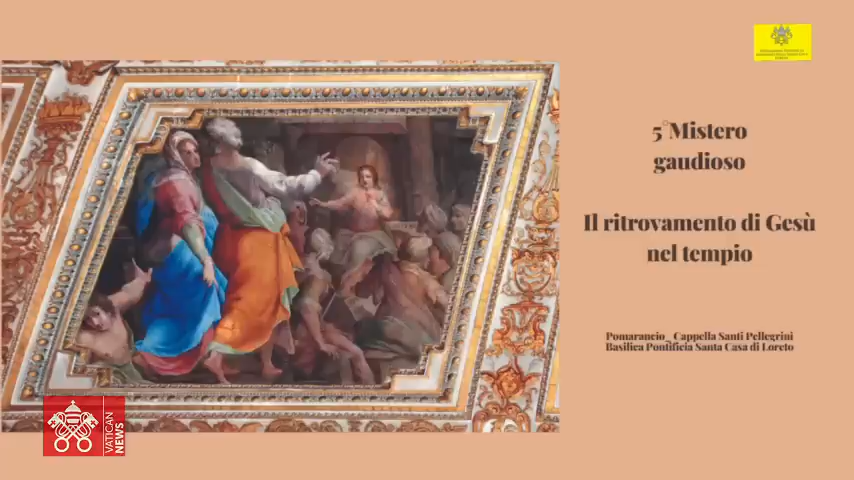 5° Mistero
gaudioso
Il ritrovamento di Gesù
nel tempio
Pomarancio_ Cappella Santi Pellegrini
Basilica Pontificia Santa Casa di Loreto
VATICAN
NEWS